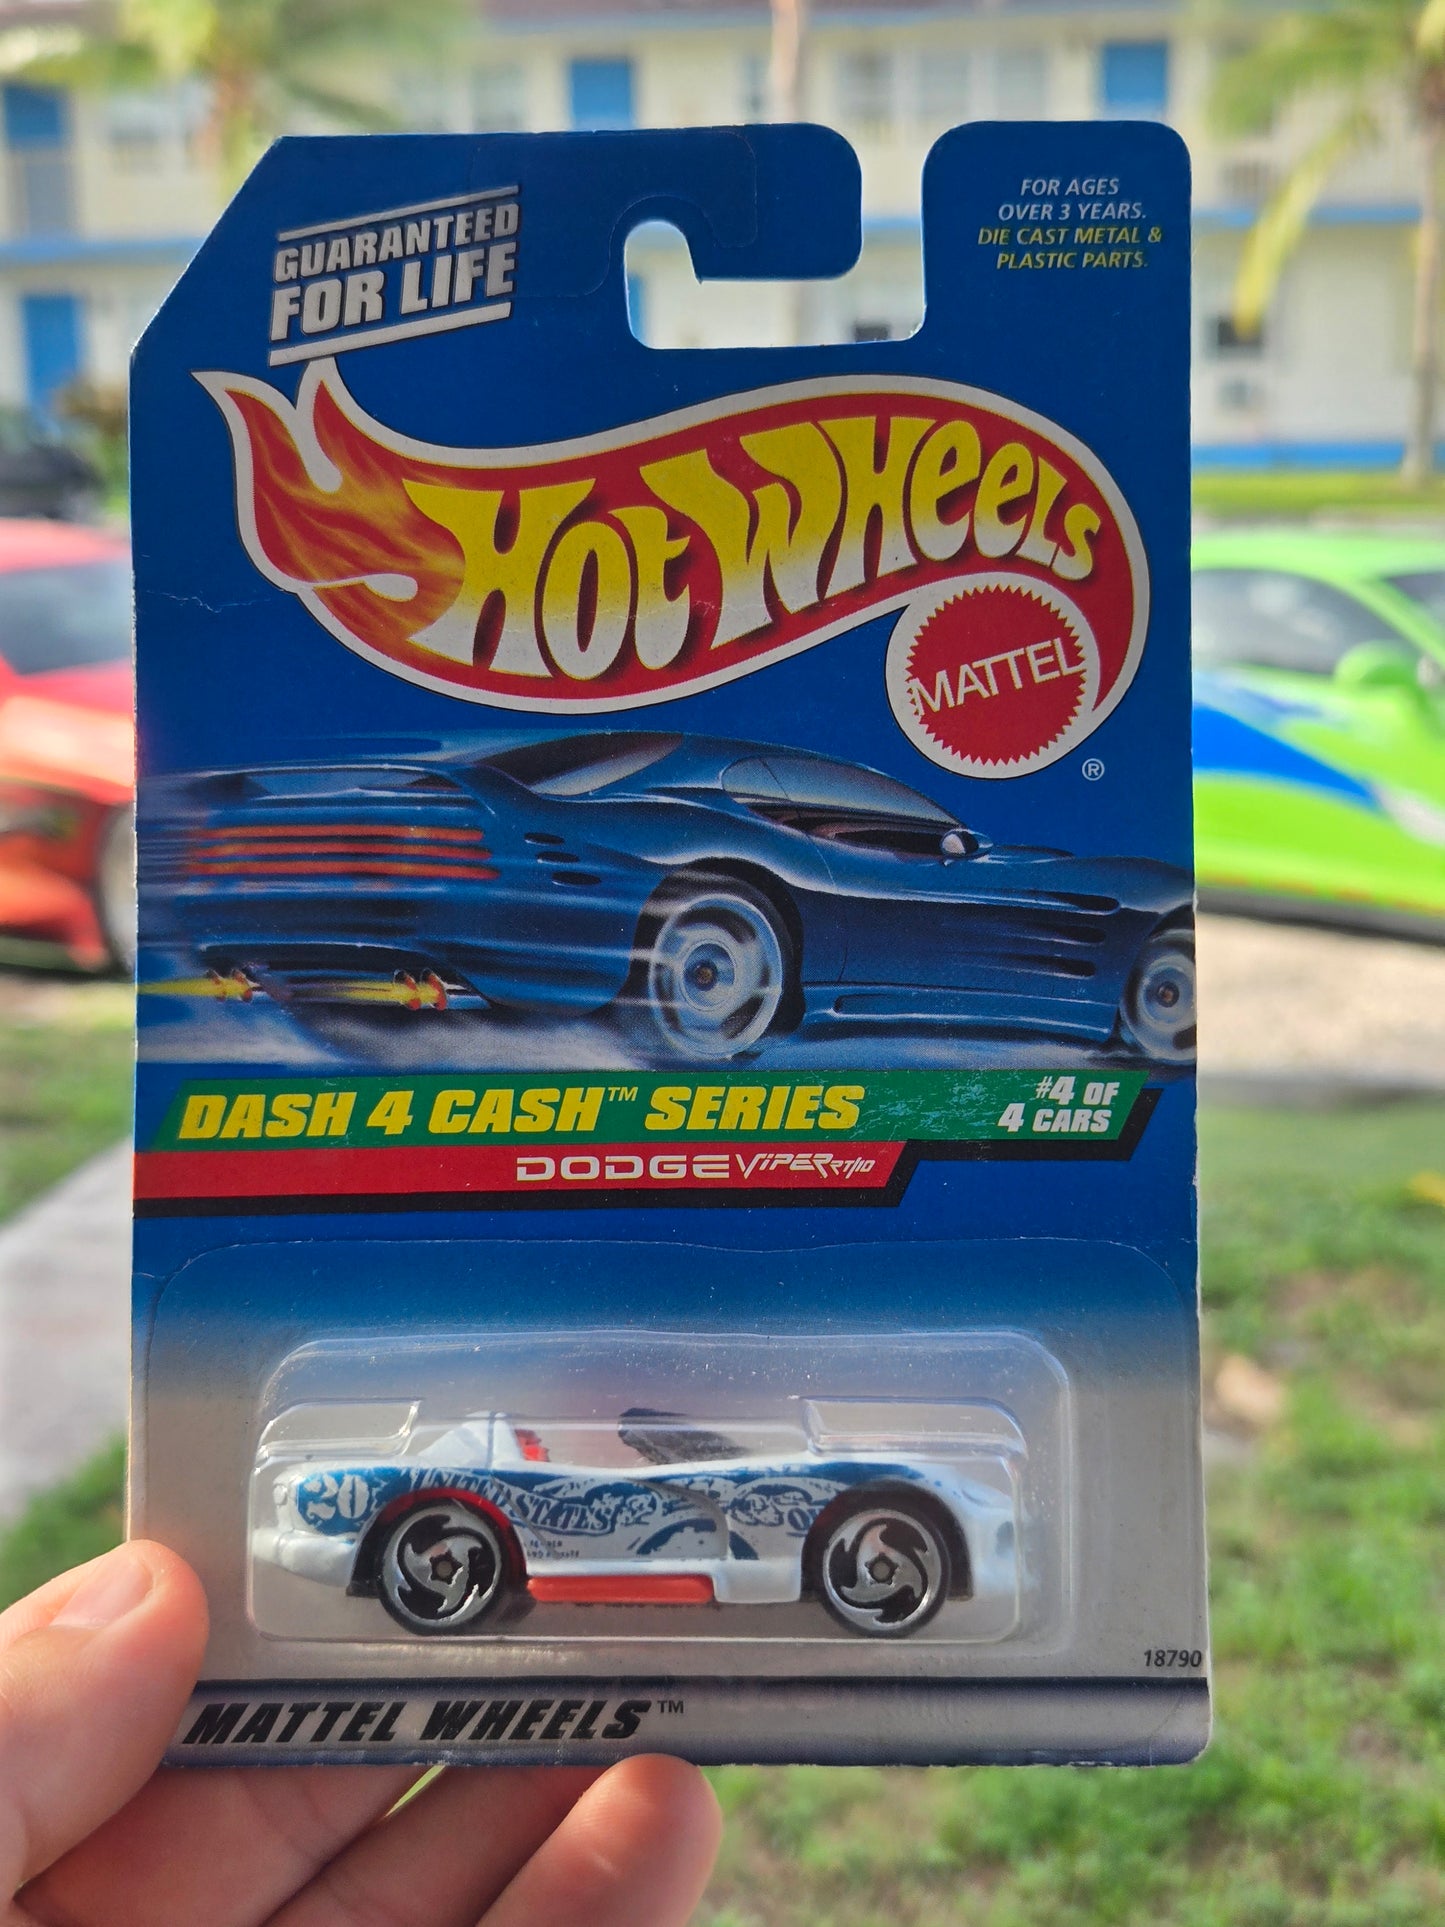 GUARANTEED
FOR LIFE
FOR AGES
OVER 3 YEARS.
DIE CAST METAL &
PLASTIC PARTS.
HOT WHEELS
MATTEL
®
DASH 4 CASH™ SERIES
#4 OF
4 CARS
DODGE VIPER RT/10
20
UNITED STATES
18790
MATTEL WHEELS™